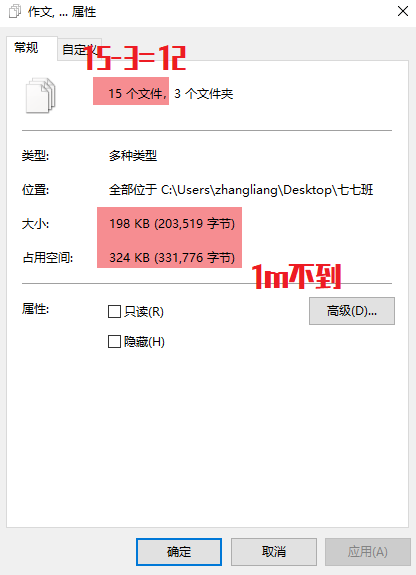 作文, ... 属性
常规
自定义
15-3=12
15 个文件，3 个文件夹
类型: 多种类型
位置: 全部位于 C:\Users\zhangliang\Desktop\七七班
大小: 198 KB (203,519 字节)
占用空间: 324 KB (331,776 字节)
1m不到
属性: 只读(R) 高级(D)...
隐藏(H)
确定 取消 应用(A)